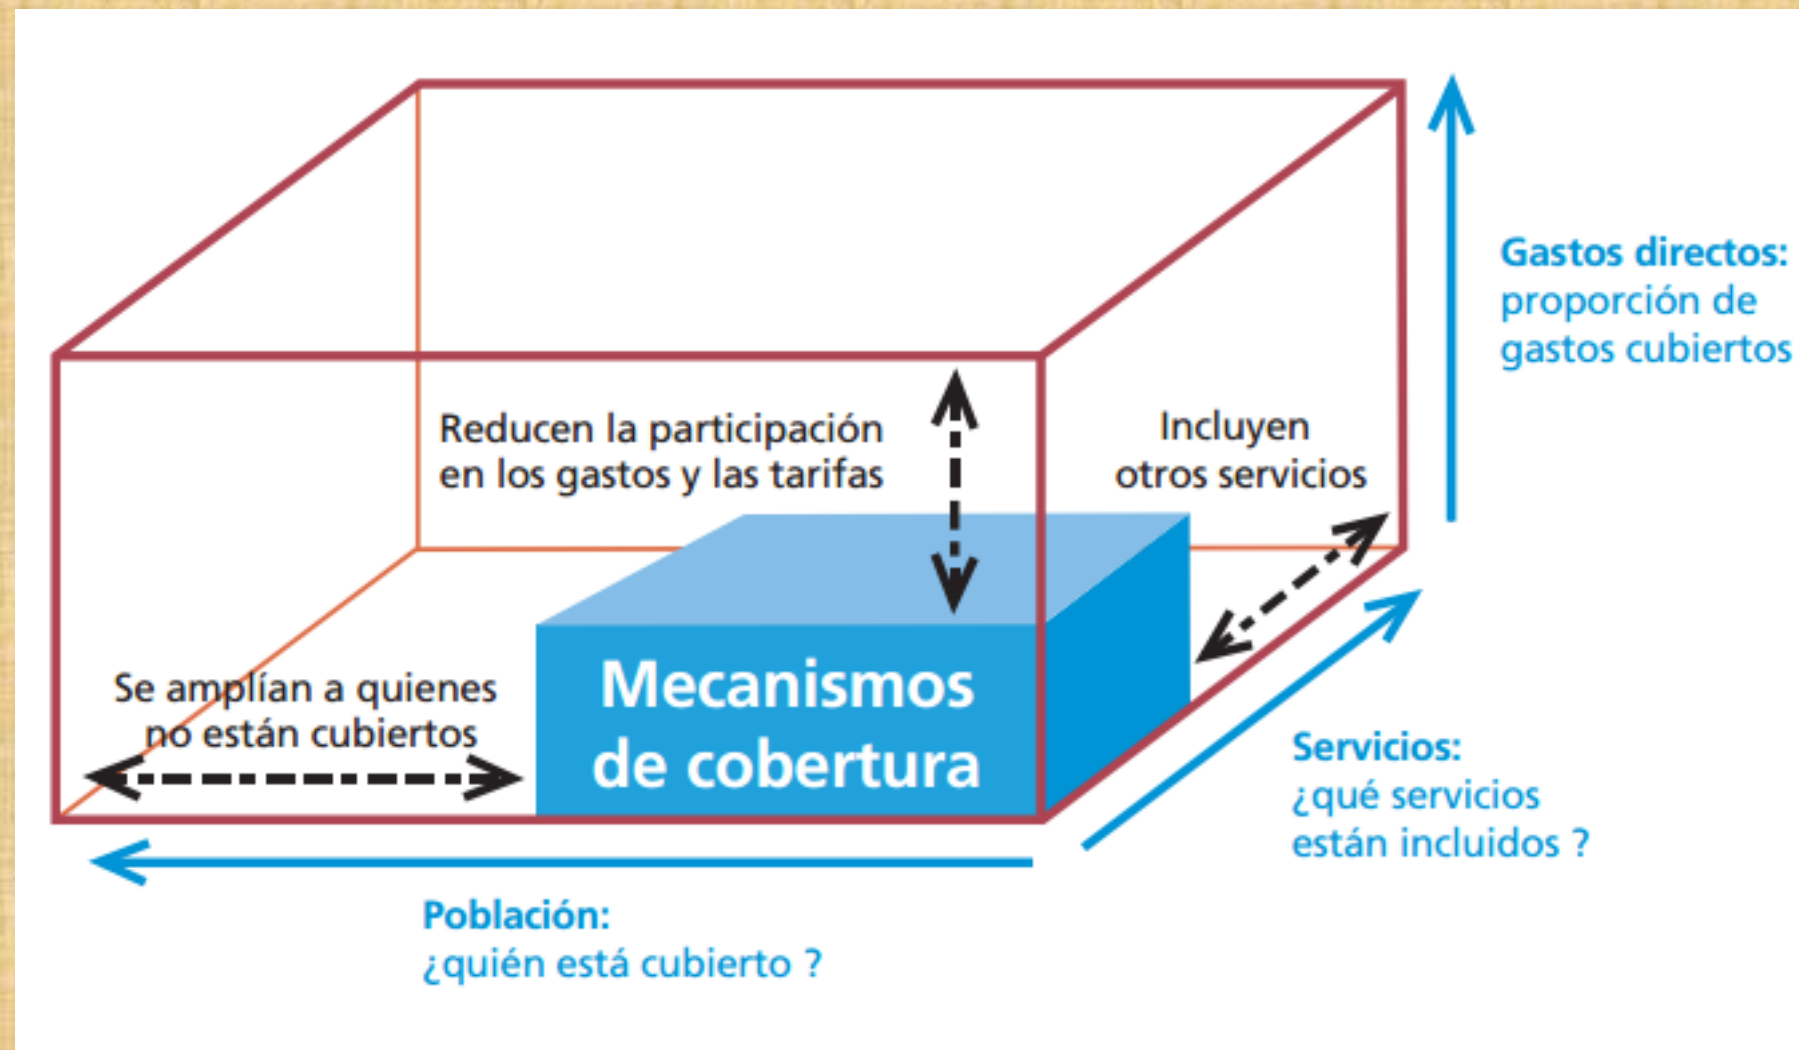 Gastos directos:
proporción de
gastos cubiertos
Reducen la participación
en los gastos y las tarifas
Incluyen
otros servicios
Se amplían a quienes
no están cubiertos
Mecanismos
de cobertura
Servicios:
¿qué servicios
están incluidos ?
Población:
¿quién está cubierto ?